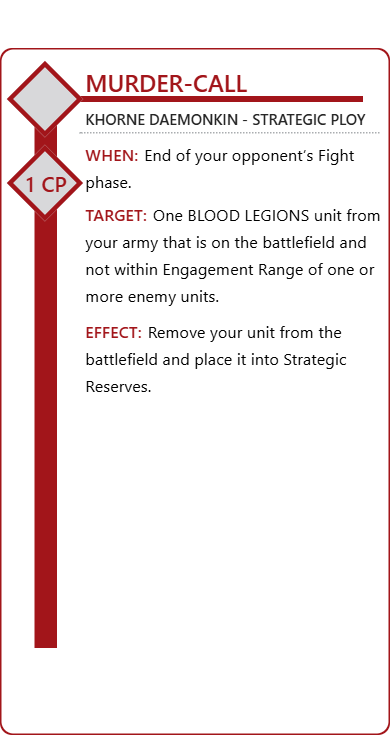 MURDER-CALL
KHORNE DAEMONKIN - STRATEGIC PLOY
WHEN: End of your opponent's Fight
phase.
1 CP
TARGET: One BLOOD LEGIONS unit from
your army that is on the battlefield and
not within Engagement Range of one or
more enemy units.
EFFECT: Remove your unit from the
battlefield and place it into Strategic
Reserves.